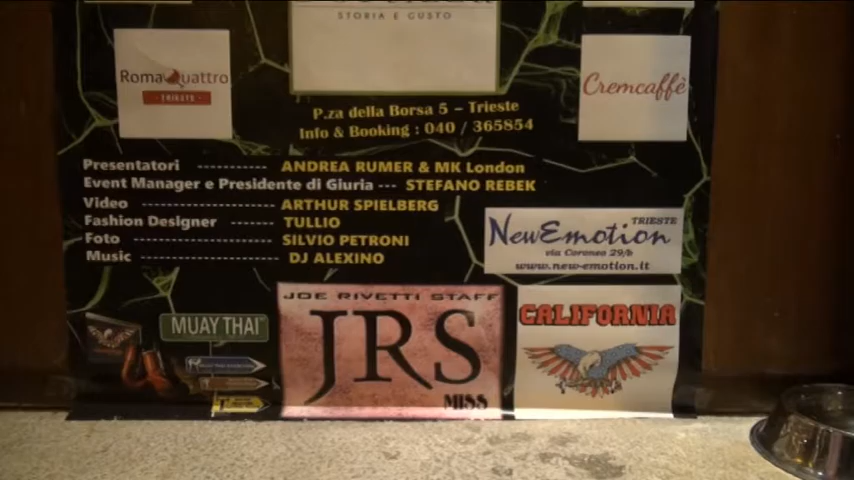 STORIA E GUSTO
RomaQuattro
TRIESTE
Cremcaffè
P.za della Borsa 5 – Trieste
Info & Booking : 040 / 365854
Presentatori ------------ ANDREA RUMER & MK London
Event Manager e Presidente di Giuria --- STEFANO REBEK
Video -------------------------- ARTHUR SPIELBERG
Fashion Designer ------- TULLIO
Foto ------------------------ SILVIO PETRONI
Music ----------------------- DJ ALEXINO
TRIESTE
NewEmotion
via Coroneo 29/b
www.new-emotion.it
MUAY THAI
JOE RIVETTI STAFF
JRS
MISS
CALIFORNIA